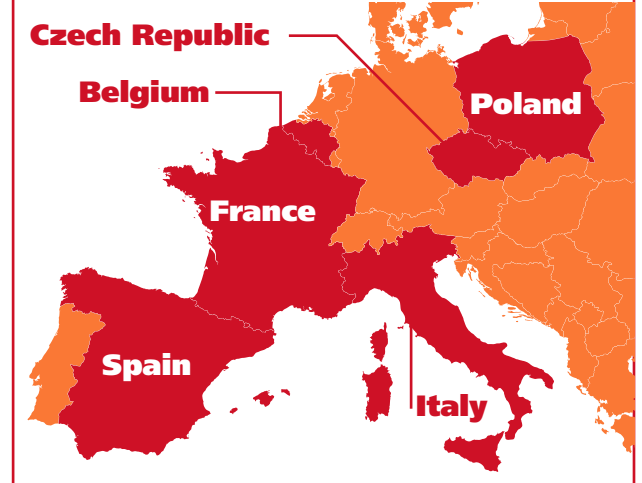 Czech Republic
Belgium
Poland
France
Spain
Italy